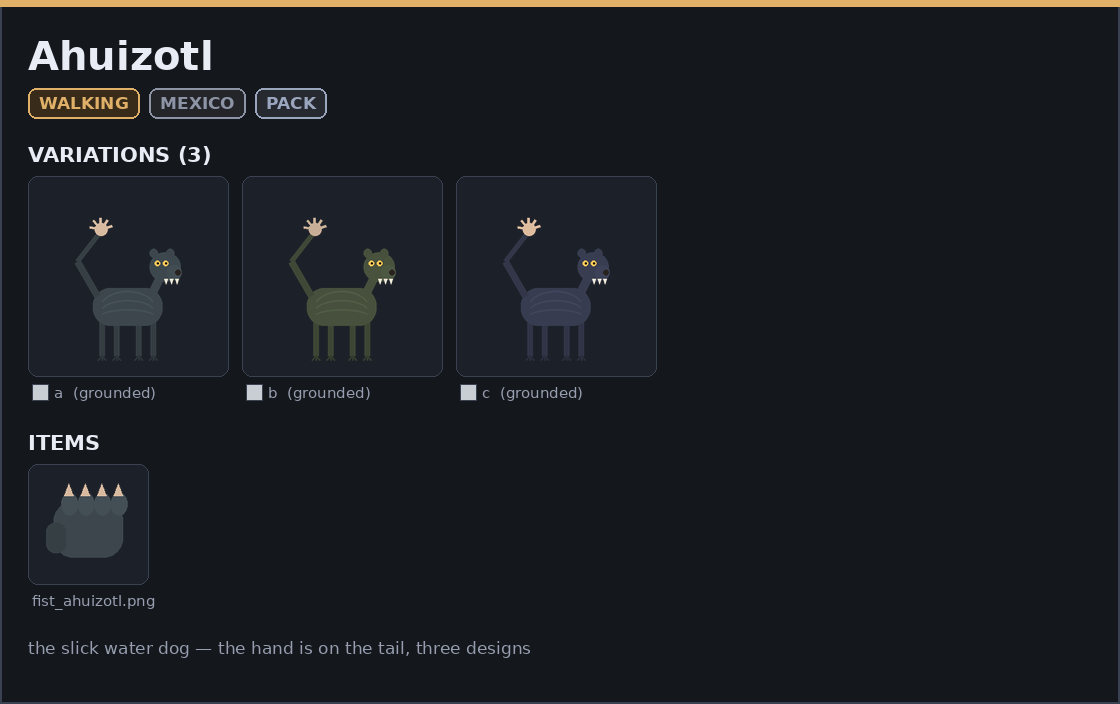 Ahuizotl
WALKING MEXICO PACK
VARIATIONS (3)
a (grounded) b (grounded) c (grounded)
ITEMS
fist_ahuizotl.png
the slick water dog — the hand is on the tail, three designs